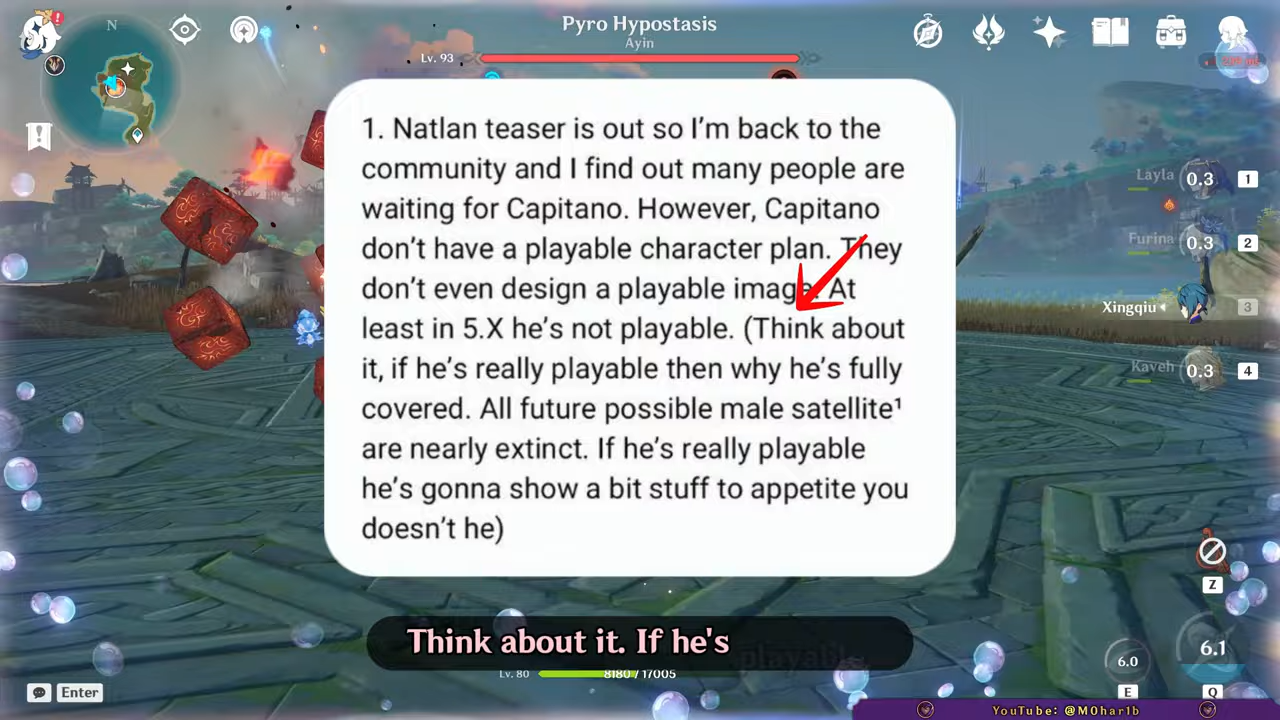 N
Pyro Hypostasis
Ayin
Lv. 93
1. Natlan teaser is out so I'm back to the
community and I find out many people are
waiting for Capitano. However, Capitano
don't have a playable character plan. They
don't even design a playable image. At
least in 5.X he's not playable. (Think about
it, if he's really playable then why he's fully
covered. All future possible male satellite¹
are nearly extinct. If he's really playable
he's gonna show a bit stuff to appetite you
doesn't he)
Layla 0.3 1
Furina 0.3 2
Xingqiu 3
Kaveh 0.3 4
Z
Think about it. If he's playable.
Lv. 80 8180 / 17005
6.0 6.1
Enter
E Q
YouTube: @M0har1b